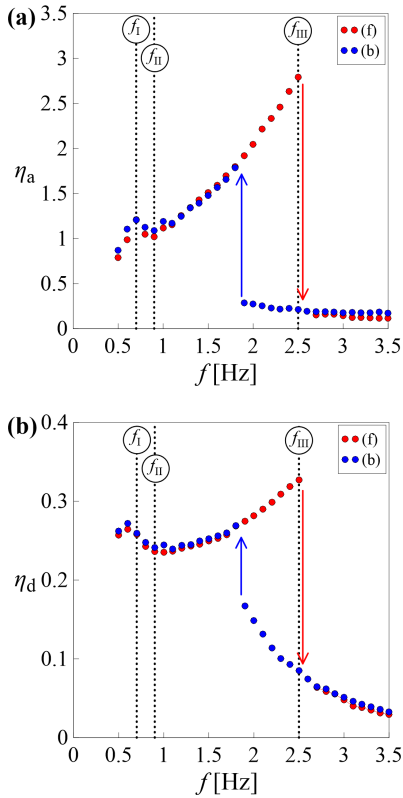 (a)
3.5
3
2.5
2
1.5
1
0.5
0
ηa
fI
fII
fIII
(f)
(b)
0.5 1 1.5 2 2.5 3 3.5
f [Hz]
(b)
0.4
0.3
0.2
0.1
0
ηd
fI
fII
fIII
(f)
(b)
0 0.5 1 1.5 2 2.5 3 3.5
f [Hz]